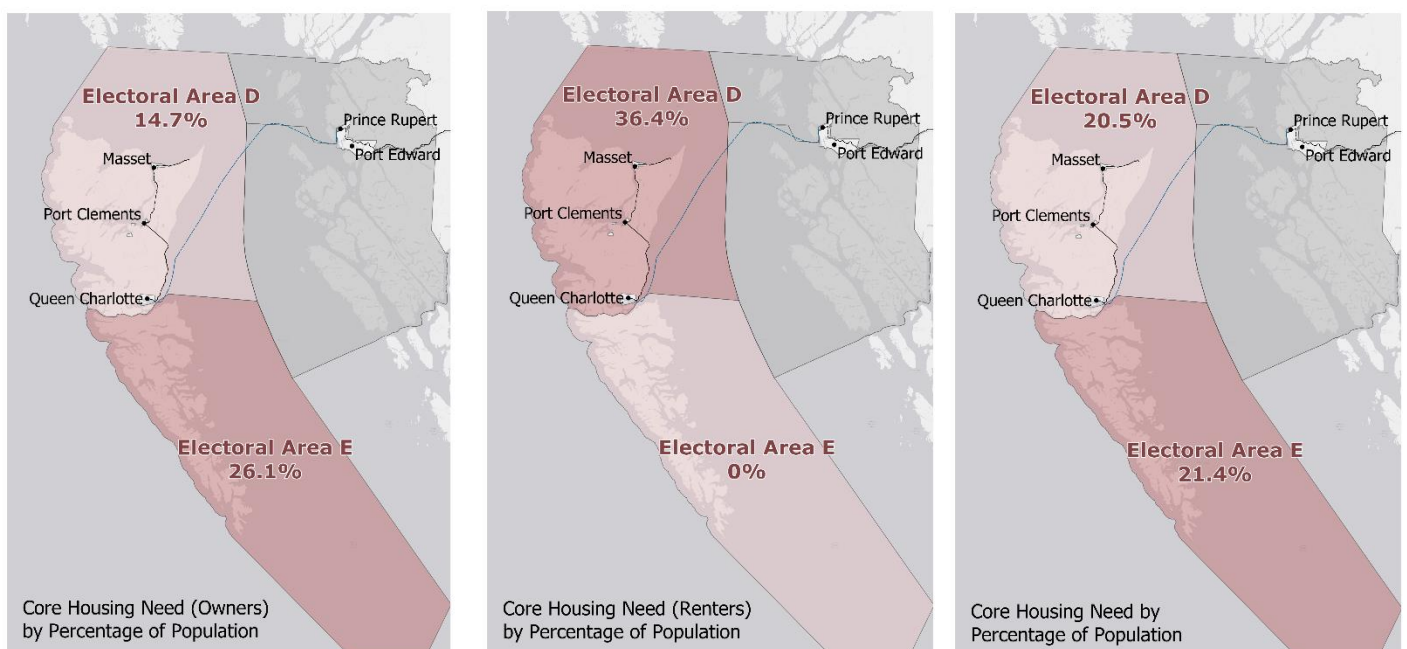 Electoral Area D
14.7%
Prince Rupert
Port Edward
Masset
Port Clements
Queen Charlotte
Electoral Area E
26.1%
Core Housing Need (Owners)
by Percentage of Population
Electoral Area D
36.4%
Prince Rupert
Port Edward
Masset
Port Clements
Queen Charlotte
Electoral Area E
0%
Core Housing Need (Renters)
by Percentage of Population
Electoral Area D
20.5%
Prince Rupert
Port Edward
Masset
Port Clements
Queen Charlotte
Electoral Area E
21.4%
Core Housing Need by
Percentage of Population